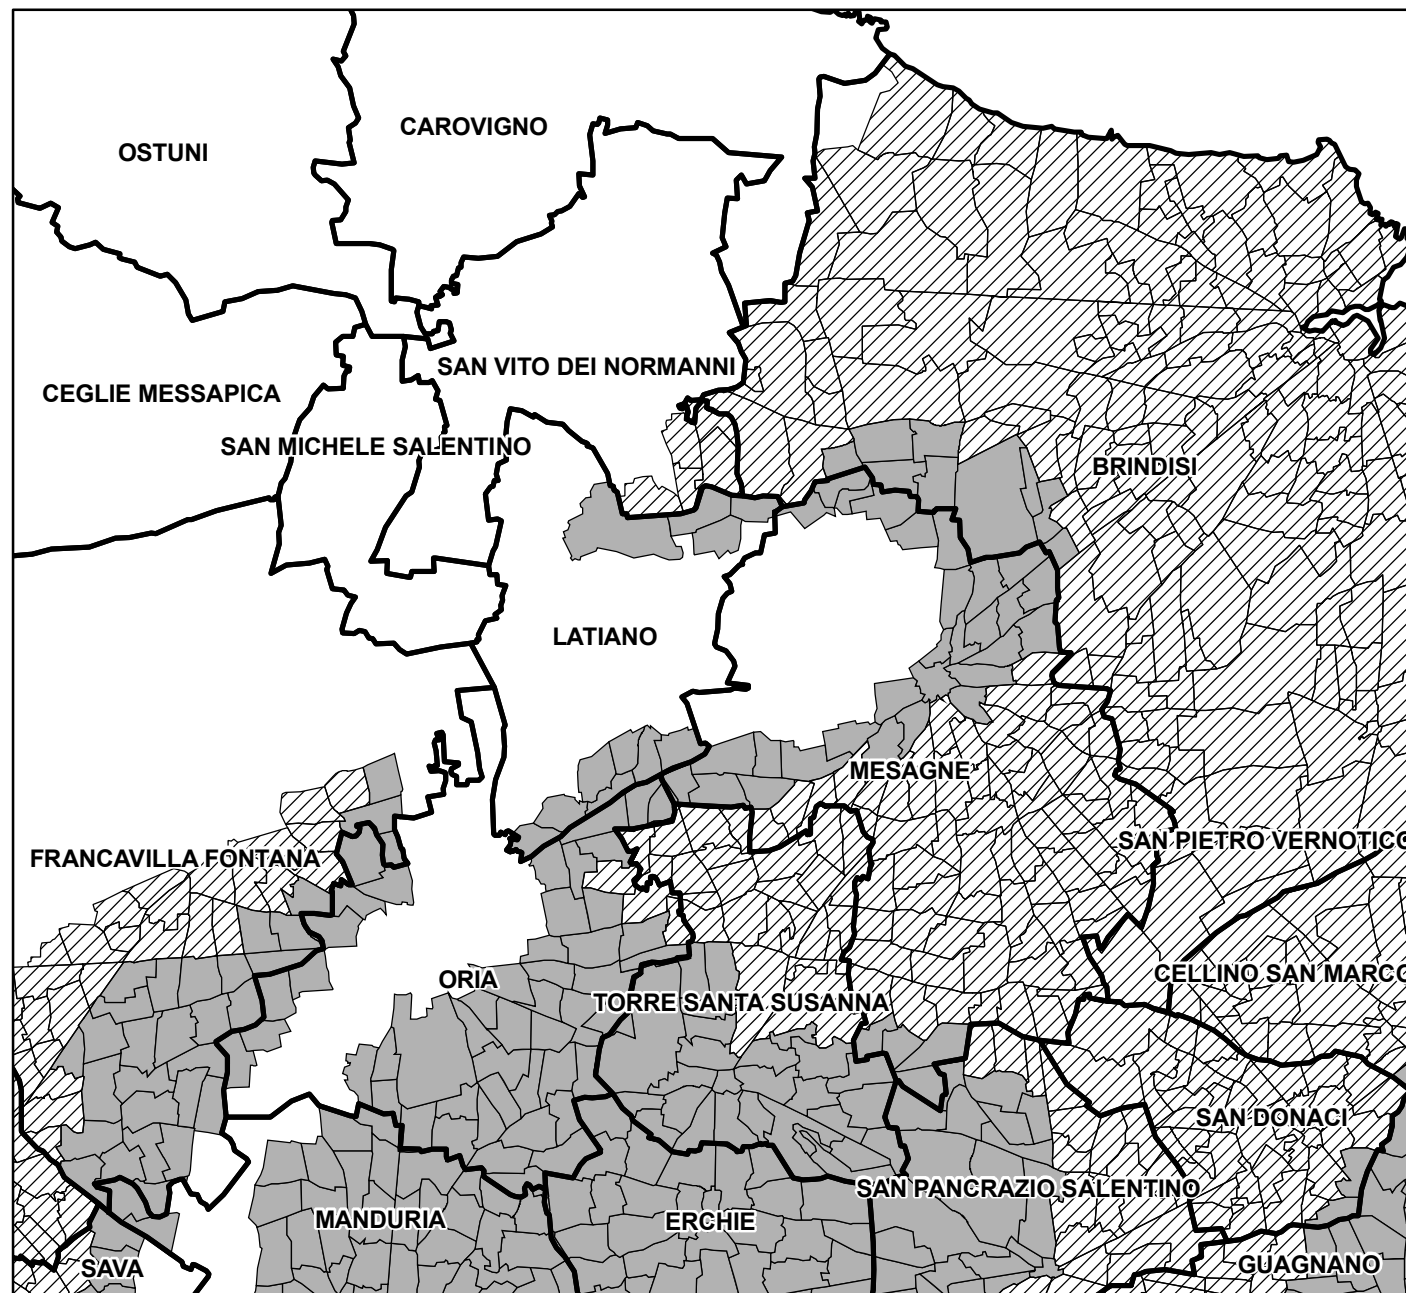 CAROVIGNO
OSTUNI
SAN VITO DEI NORMANNI
CEGLIE MESSAPICA
SAN MICHELE SALENTINO
BRINDISI
LATIANO
MESAGNE
SAN PIETRO VERNOTICO
FRANCAVILLA FONTANA
CELLINO SAN MARCO
ORIA
TORRE SANTA SUSANNA
SAN DONACI
SAN PANCRAZIO SALENTINO
MANDURIA
ERCHIE
GUAGNANO
SAVA